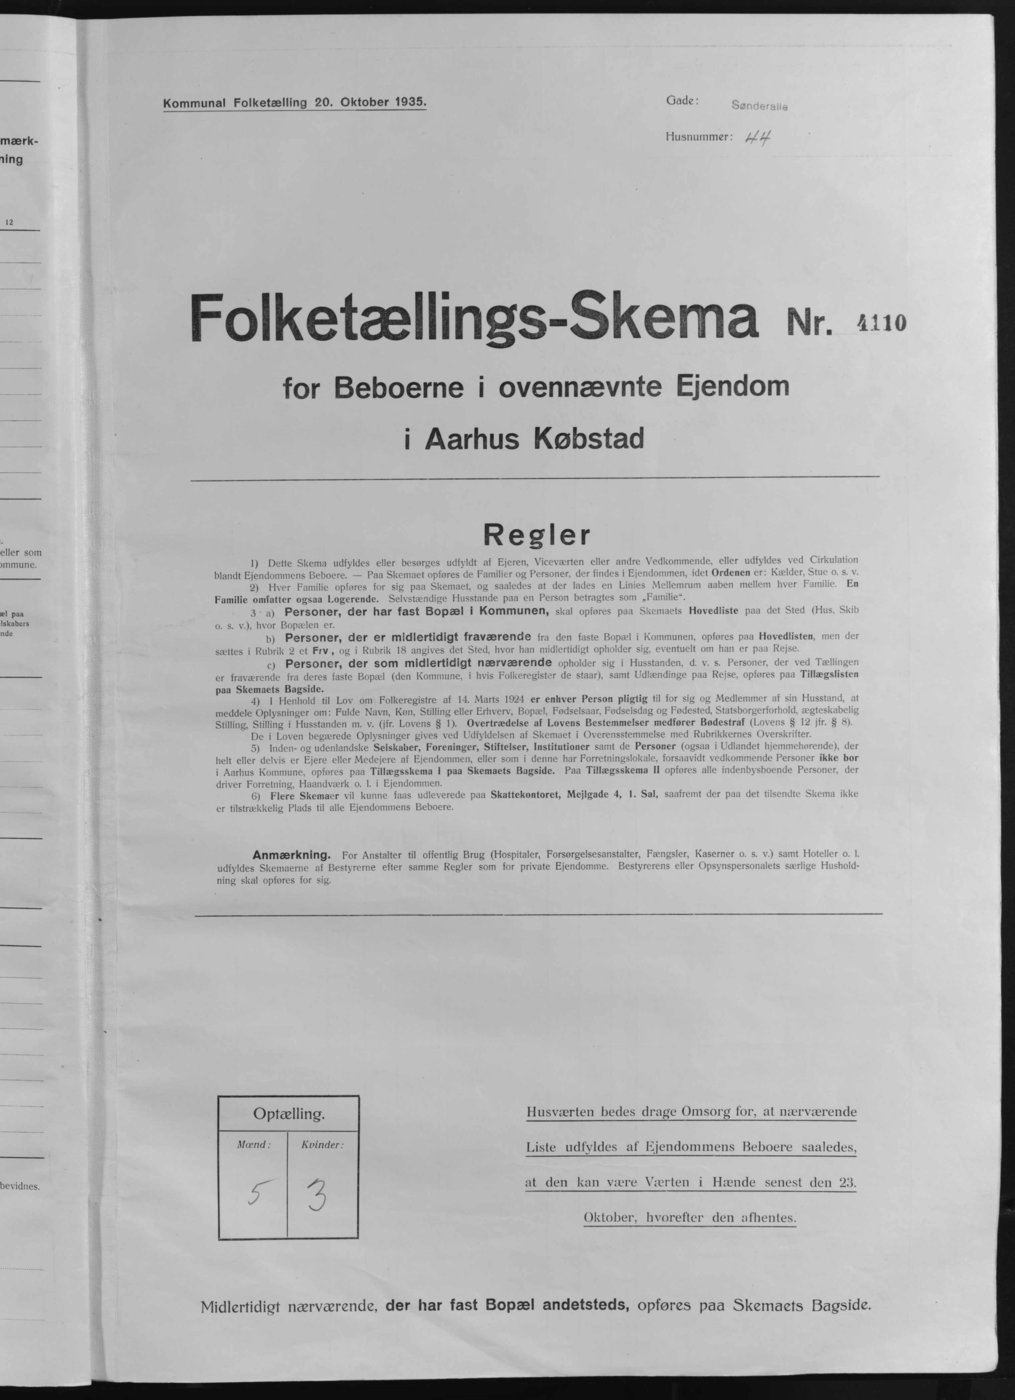 mærk-
ning
12
eller som
ommune.
æl paa
lskabers
nde
bevidnes.
Kommunal Folketælling 20. Oktober 1935.
Gade: Sønderalle
Husnummer: 44
Folketællings-Skema Nr. 4110
for Beboerne i ovennævnte Ejendom
i Aarhus Købstad
Regler
1) Dette Skema udfyldes eller besørges udfyldt af Ejeren, Viceværten eller andre Vedkommende, eller udfyldes ved Cirkulation
blandt Ejendommens Beboere. — Paa Skemaet opføres de Familier og Personer, der findes i Ejendommen, idet Ordenen er: Kælder, Stue o. s. v.
2) Hver Familie opføres for sig paa Skemaet, og saaledes at der lades en Linies Mellemrum aaben mellem hver Familie. En
Familie omfatter ogsaa Logerende. Selvstændige Husstande paa en Person betragtes som „Familie“.
3 a) Personer, der har fast Bopæl i Kommunen, skal opføres paa Skemaets Hovedliste paa det Sted (Hus, Skib
o. s. v.), hvor Bopælen er.
b) Personer, der er midlertidigt fraværende fra den faste Bopæl i Kommunen, opføres paa Hovedlisten, men der
sættes i Rubrik 2 et Frv., og i Rubrik 18 angives det Sted, hvor han midlertidigt opholder sig, eventuelt om han er paa Rejse.
c) Personer, der som midlertidigt nærværende opholder sig i Husstanden, d. v. s. Personer, der ved Tællingen
er fraværende fra deres faste Bopæl (den Kommune, i hvis Folkeregister de staar), samt Udlændinge paa Rejse, opføres paa Tillægslisten
paa Skemaets Bagside.
4) I Henhold til Lov om Folkeregistre af 14. Marts 1924 er enhver Person pligtig til for sig og Medlemmer af sin Husstand, at
meddele Oplysninger om: Fulde Navn, Køn, Stilling eller Erhverv, Bopæl, Fødselsaar, Fødselsdag og Fødested, Statsborgerforhold, ægteskabelig
Stilling, Stilling i Husstanden m. v. (jfr. Lovens § 1). Overtrædelse af Lovens Bestemmelser medfører Bødestraf (Lovens § 12 jfr. § 8).
De i Loven begærede Oplysninger gives ved Udfyldelsen af Skemaet i Overensstemmelse med Rubrikkernes Overskrifter.
5) Inden- og udenlandske Selskaber, Foreninger, Stiftelser, Institutioner samt de Personer (ogsaa i Udlandet hjemmehørende), der
helt eller delvis er Ejere eller Medejere af Ejendommen, eller som i denne har Forretningslokale, forsaavidt vedkommende Personer ikke bor
i Aarhus Kommune, opføres paa Tillægsskema I paa Skemaets Bagside. Paa Tillægsskema II opføres alle indenbysboende Personer, der
driver Forretning, Haandværk o. l. i Ejendommen.
6) Flere Skemaer vil kunne faas udleverede paa Skattekontoret, Mejlgade 4, 1. Sal, saafremt der paa det tilsendte Skema ikke
er tilstrækkelig Plads til alle Ejendommens Beboere.
Anmærkning. For Anstalter til offentlig Brug (Hospitaler, Forsørgelsesanstalter, Fængsler, Kaserner o. s. v.) samt Hoteller o. l.
udfyldes Skemaerne af Bestyrerne efter samme Regler som for private Ejendomme. Bestyrerens eller Opsynspersonalets særlige Hushold-
ning skal opføres for sig.
Optælling.
Mænd: Kvinder:
5 3
Husværten bedes drage Omsorg for, at nærværende
Liste udfyldes af Ejendommens Beboere saaledes,
at den kan være Værten i Hænde senest den 23.
Oktober, hvorefter den afhentes.
Midlertidigt nærværende, der har fast Bopæl andetsteds, opføres paa Skemaets Bagside.